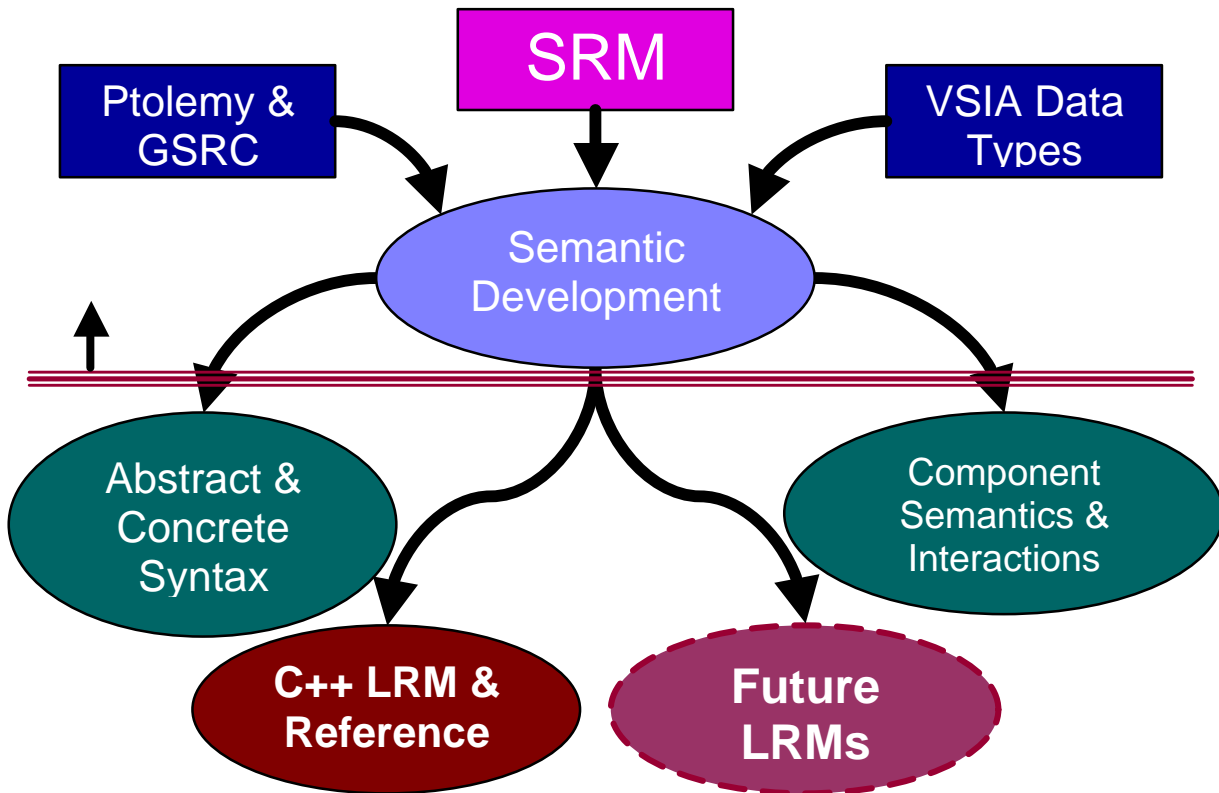 SRM
Ptolemy &
GSRC
VSIA Data
Types
Semantic
Development
Abstract &
Concrete
Syntax
Component
Semantics &
Interactions
C++ LRM &
Reference
Future
LRMs